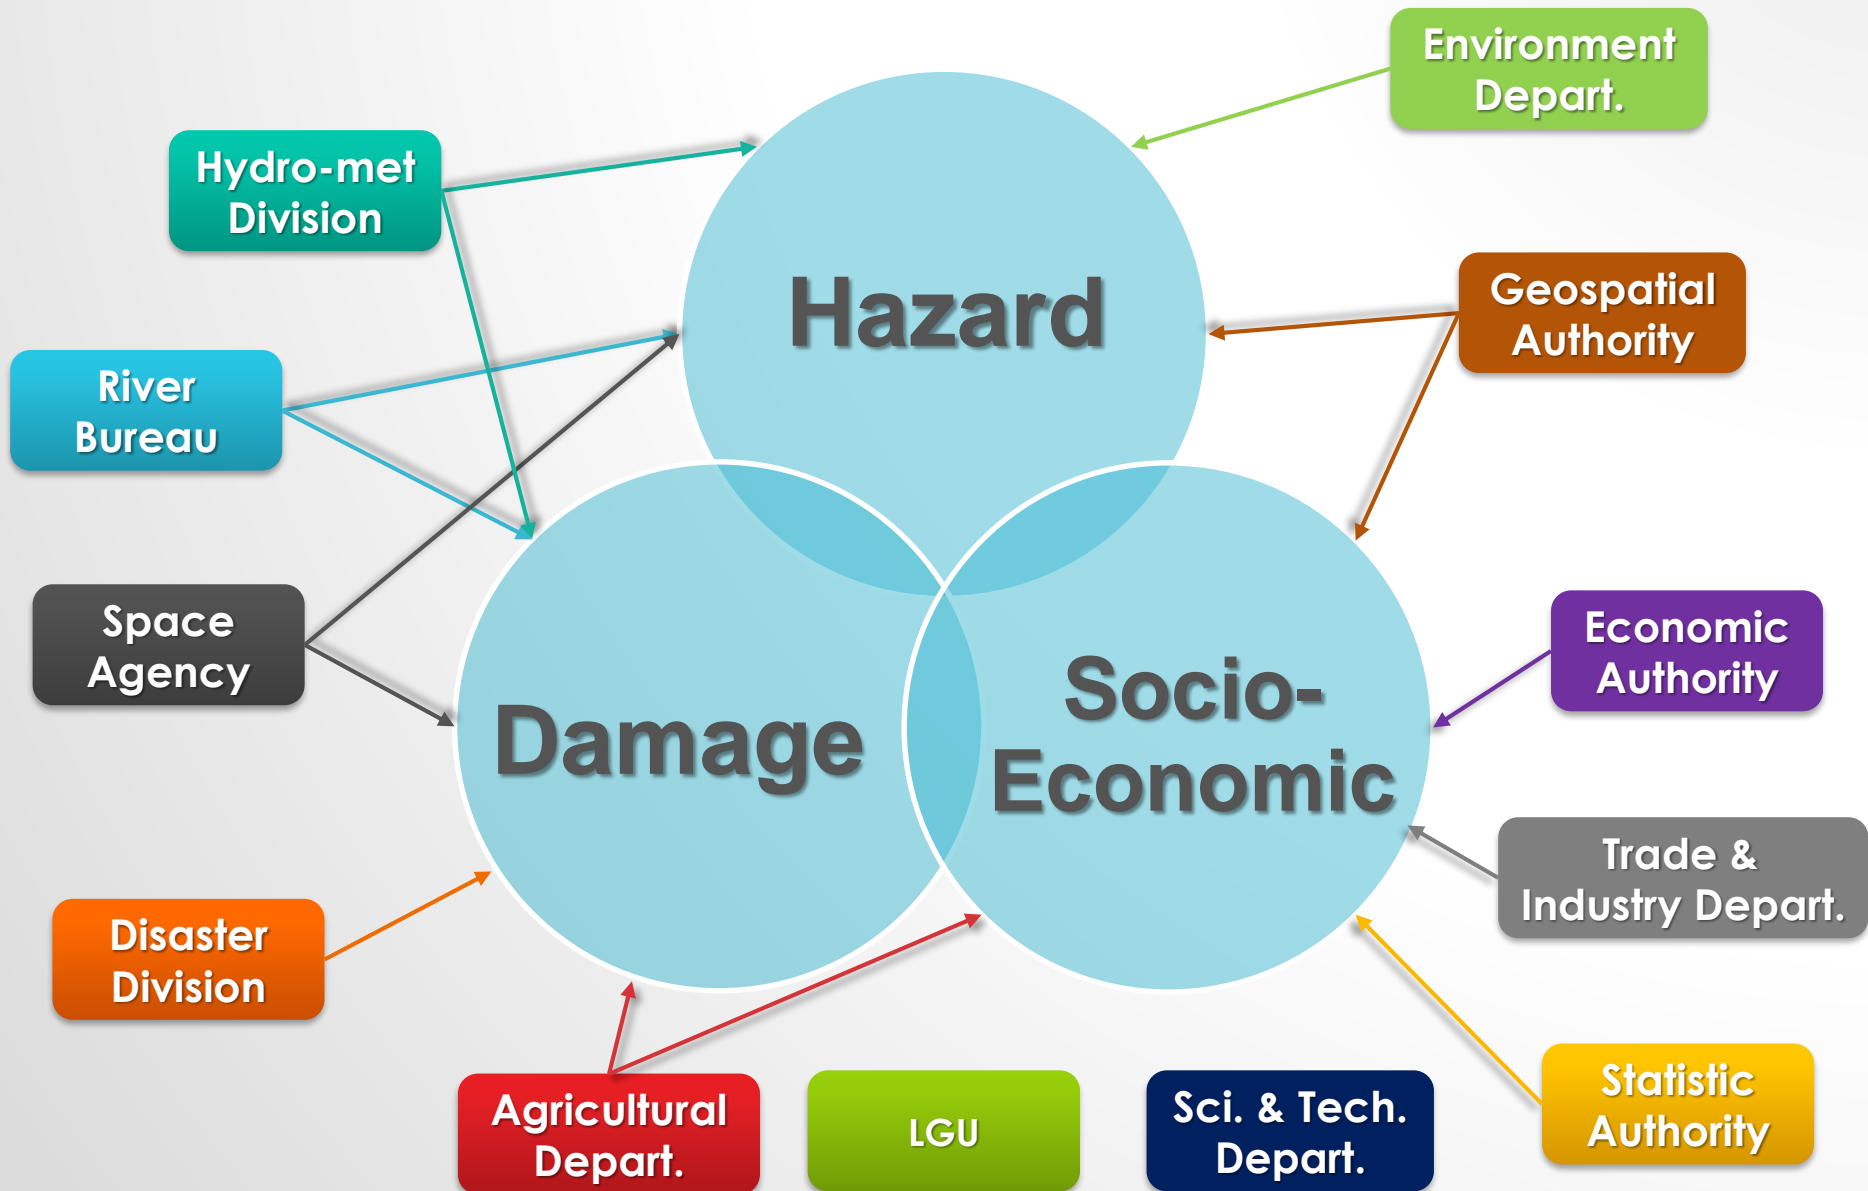 Environment
Depart.
Hydro-met
Division
Hazard
Geospatial
Authority
River
Bureau
Space
Agency
Economic
Authority
Damage
Socio-
Economic
Trade &
Industry Depart.
Disaster
Division
Agricultural
Depart.
LGU
Sci. & Tech.
Depart.
Statistic
Authority